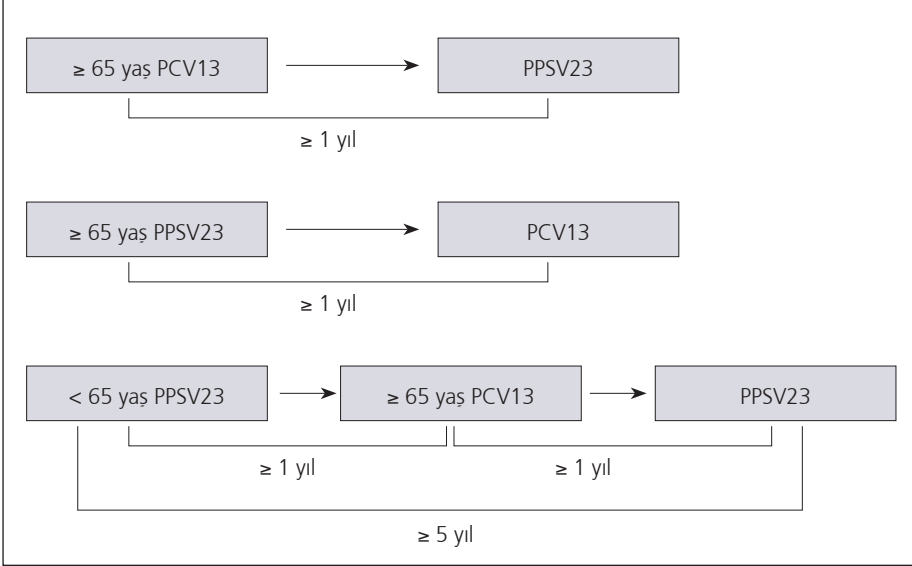 ≥ 65 yaş PCV13
PPSV23
≥ 1 yıl
≥ 65 yaş PPSV23
PCV13
≥ 1 yıl
< 65 yaş PPSV23
≥ 65 yaş PCV13
PPSV23
≥ 1 yıl
≥ 1 yıl
≥ 5 yıl